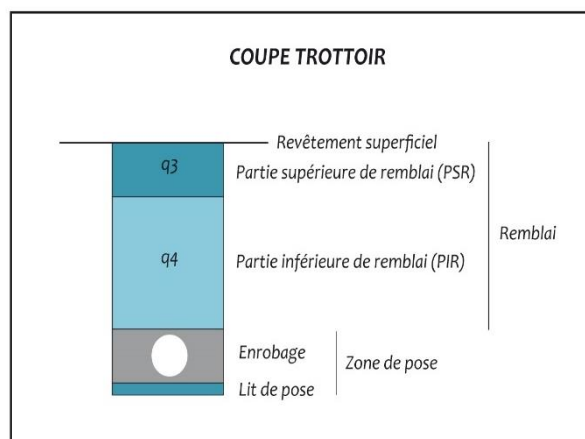 COUPE TROTTOIR
Revêtement superficiel
q3
Partie supérieure de remblai (PSR)
Remblai
q4
Partie inférieure de remblai (PIR)
Enrobage
Zone de pose
Lit de pose